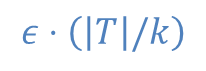 𝜖 · (|𝑇|/𝑘)